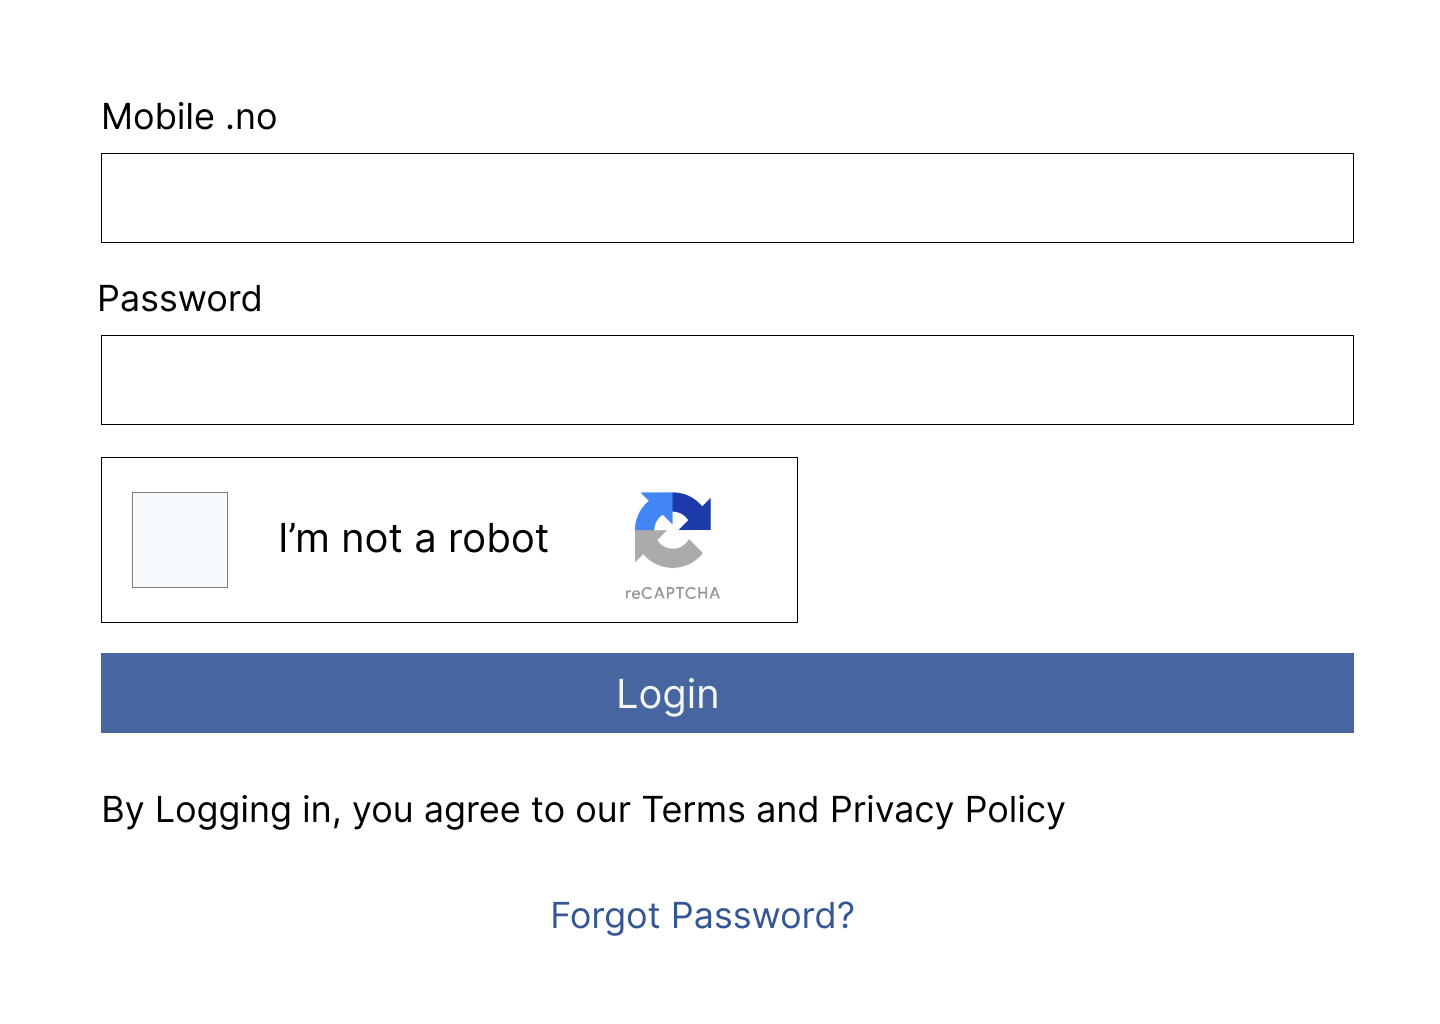 Mobile .no
Password
I’m not a robot
reCAPTCHA
Login
By Logging in, you agree to our Terms and Privacy Policy
Forgot Password?